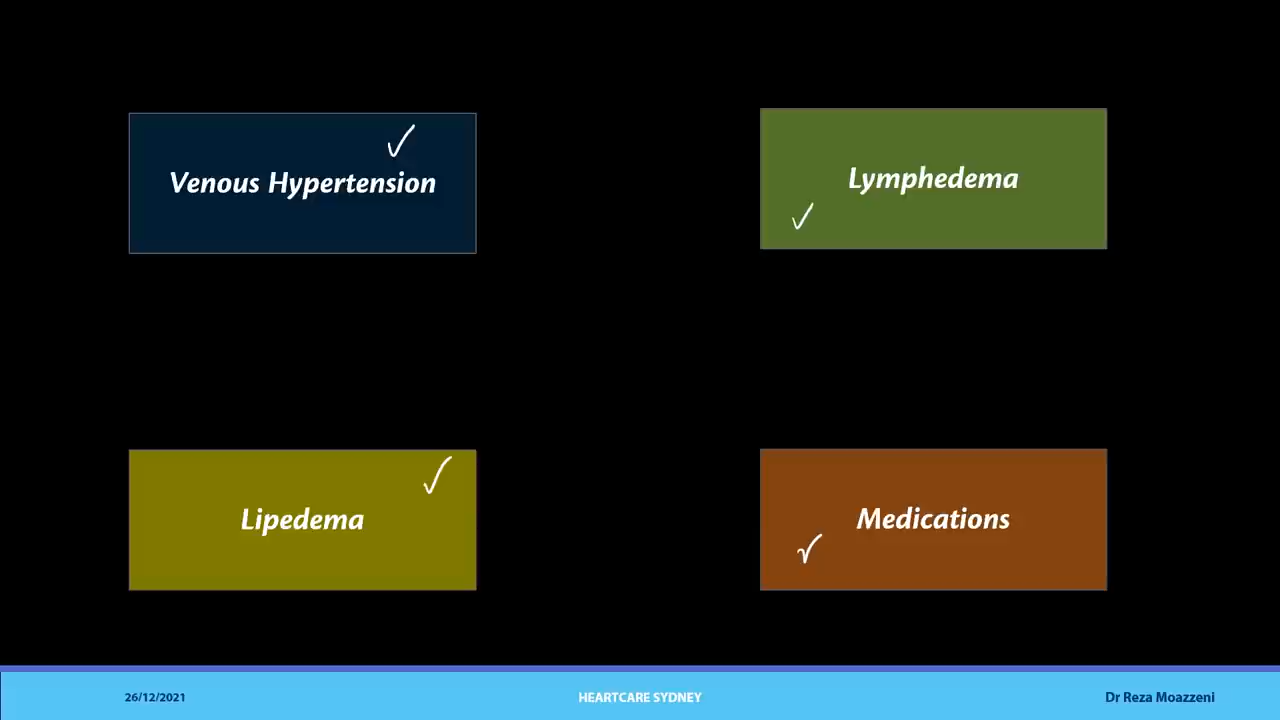 Venous Hypertension
Lymphedema
Lipedema
Medications
26/12/2021
HEARTCARE SYDNEY
Dr Reza Moazzeni